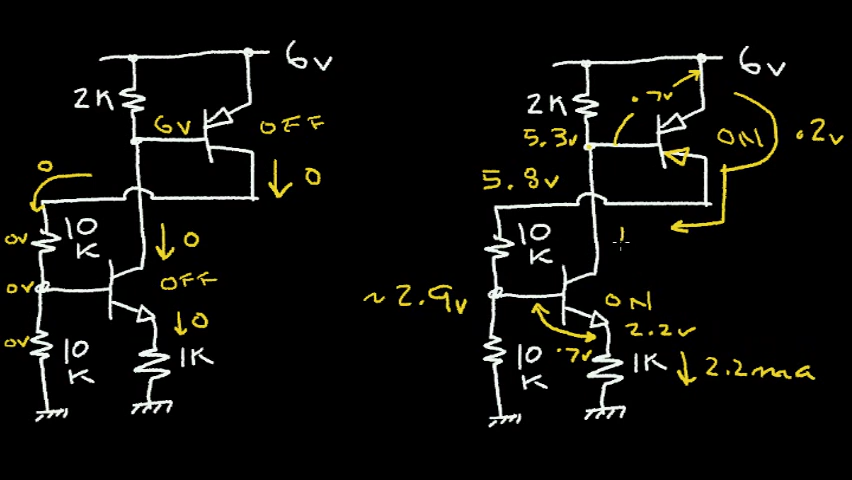 6v
2K
6v
OFF
0
0
0v
10
K
0
0v
OFF
0
0v
10
K
1K
6v
.7v
2K
5.3v
ON
.2v
5.8v
10
K
~2.9v
ON
2.2v
.7v
10
K
1K
2.2ma